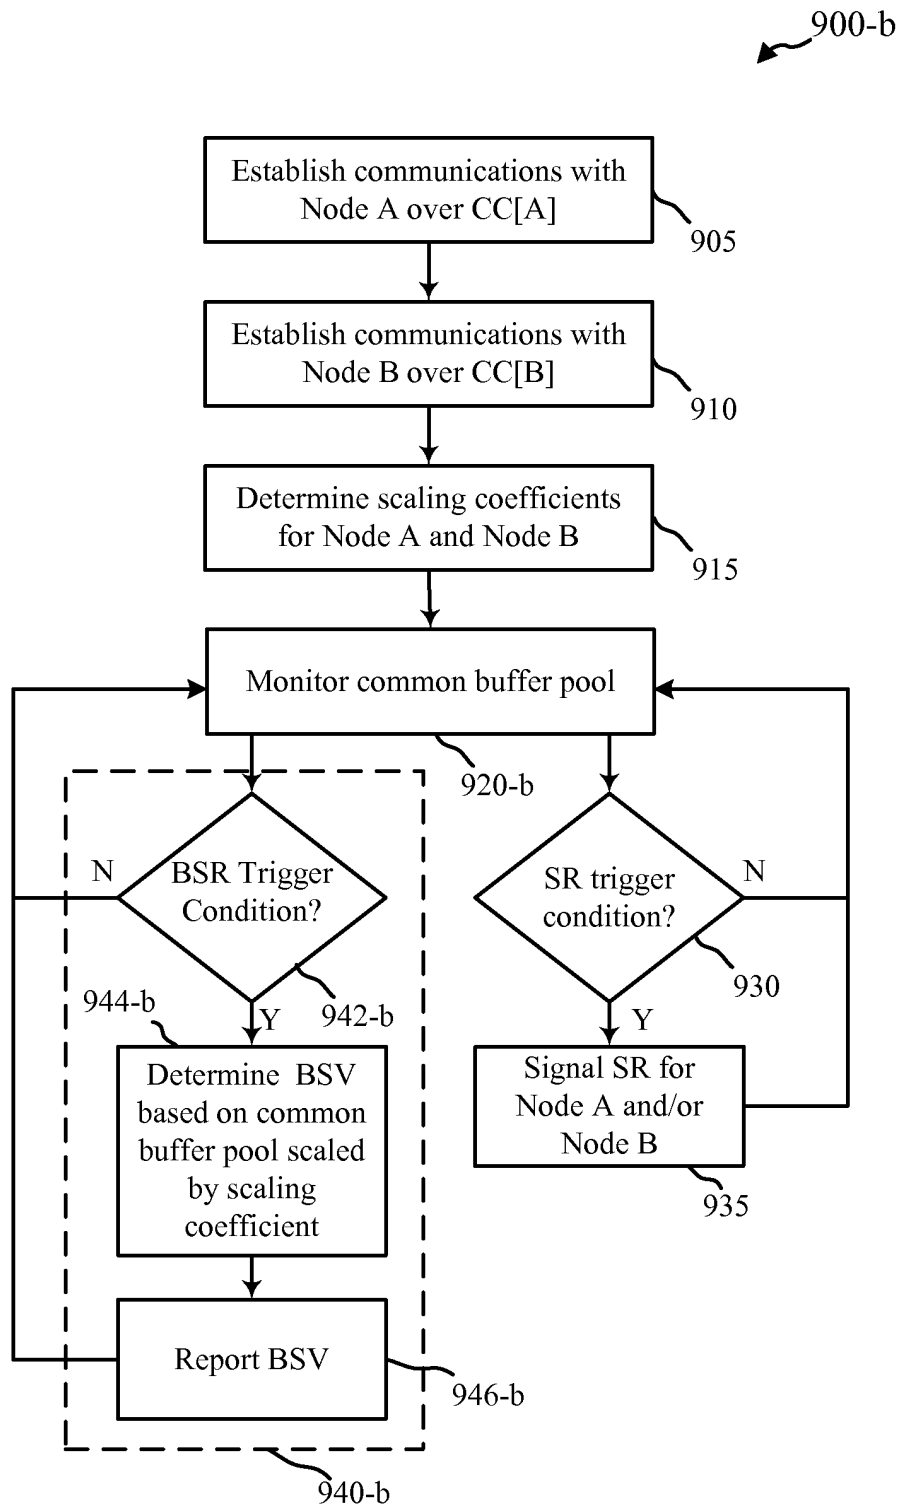 900-b
Establish communications with
Node A over CC[A]
905
Establish communications with
Node B over CC[B]
910
Determine scaling coefficients
for Node A and Node B
915
Monitor common buffer pool
920-b
N
BSR Trigger
Condition?
942-b
Y
SR trigger
condition?
N
930
Y
944-b
Determine BSV
based on common
buffer pool scaled
by scaling
coefficient
Signal SR for
Node A and/or
Node B
935
Report BSV
946-b
940-b